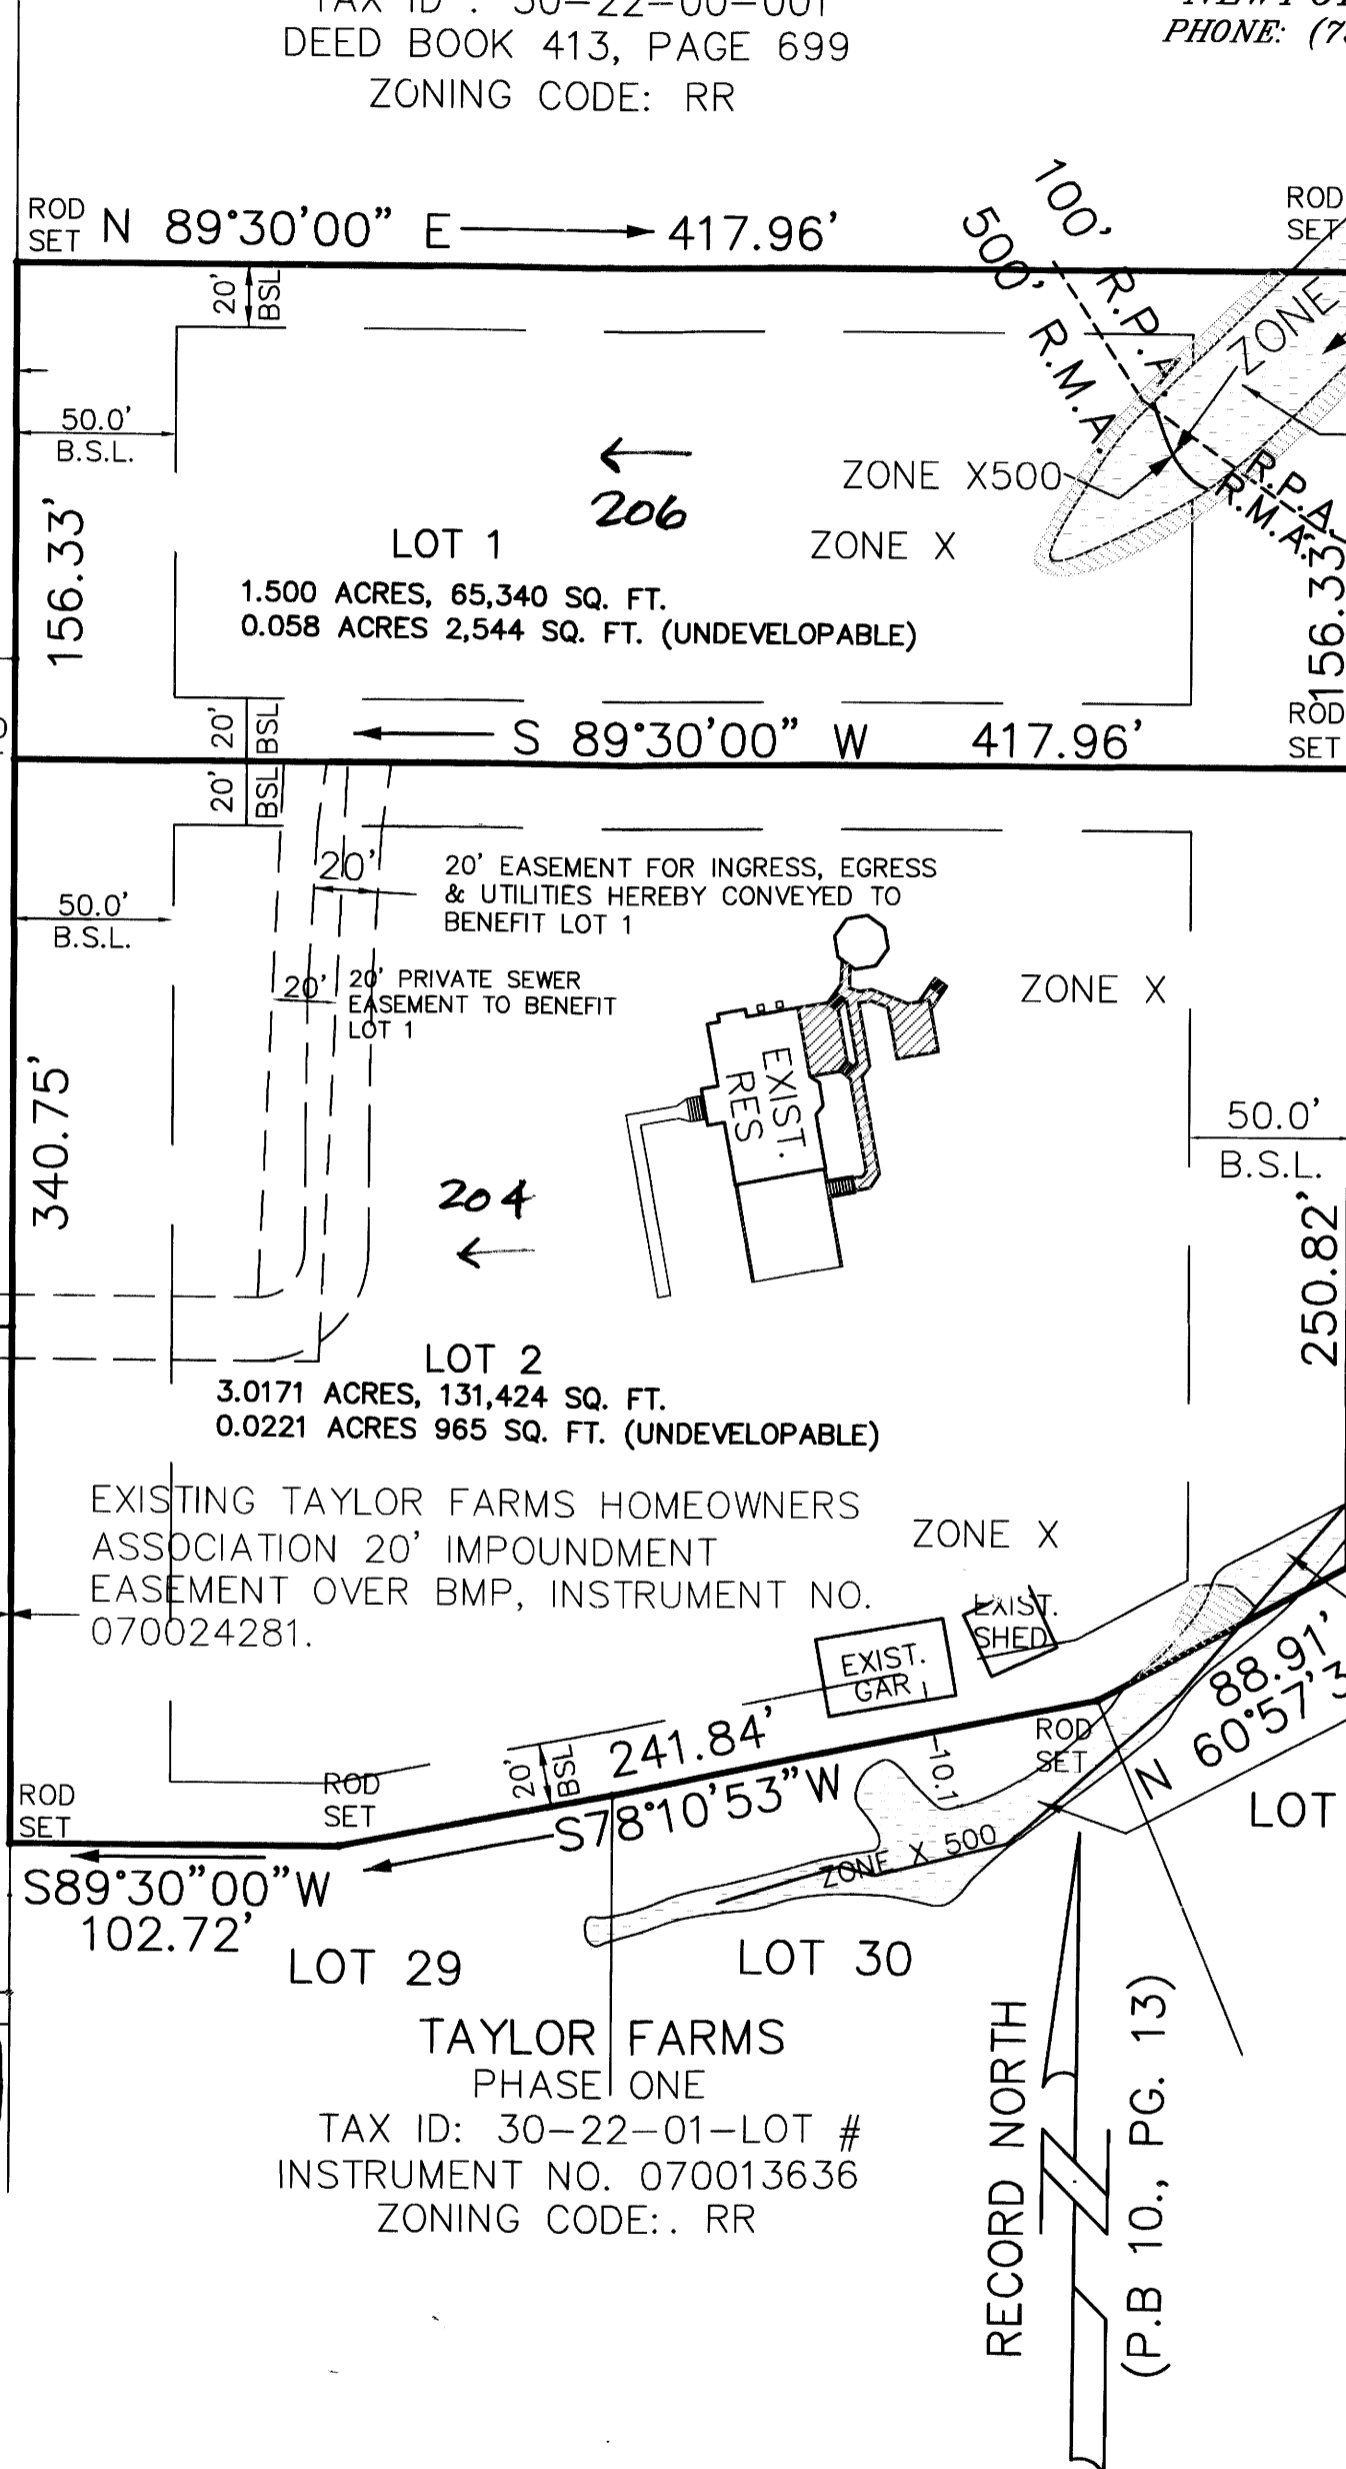 DEED BOOK 413, PAGE 699
ZONING CODE: RR
PHONE:
ROD
SET
N 89°30'00" E
417.96'
ROD
SET
100' R.P.A.
500' R.M.A.
ZONE
20'
BSL
50.0'
B.S.L.
156.33'
206
ZONE X500
ZONE X
R.P.A.
R.M.A.
156.33'
LOT 1
1.500 ACRES, 65,340 SQ. FT.
0.058 ACRES 2,544 SQ. FT. (UNDEVELOPABLE)
20'
BSL
S 89°30'00" W
417.96'
ROD
SET
20'
BSL
20'
20' EASEMENT FOR INGRESS, EGRESS
& UTILITIES HEREBY CONVEYED TO
BENEFIT LOT 1
50.0'
B.S.L.
20'
20' PRIVATE SEWER
EASEMENT TO BENEFIT
LOT 1
ZONE X
EXIST.
RES
340.75'
50.0'
B.S.L.
204
250.82'
LOT 2
3.0171 ACRES, 131,424 SQ. FT.
0.0221 ACRES 965 SQ. FT. (UNDEVELOPABLE)
EXISTING TAYLOR FARMS HOMEOWNERS
ASSOCIATION 20' IMPOUNDMENT
EASEMENT OVER BMP, INSTRUMENT NO.
070024281.
ZONE X
EXIST.
SHED
EXIST.
GAR
88.91'
N 60°57'3
ROD
SET
20'
BSL
241.84'
S78°10'53"W
10.1
ROD
SET
ROD
SET
LOT
ZONE X 500
S89°30"00"W
102.72'
LOT 29
LOT 30
TAYLOR FARMS
PHASE ONE
TAX ID: 30-22-01-LOT #
INSTRUMENT NO. 070013636
ZONING CODE:. RR
RECORD NORTH
(P.B 10., PG. 13)